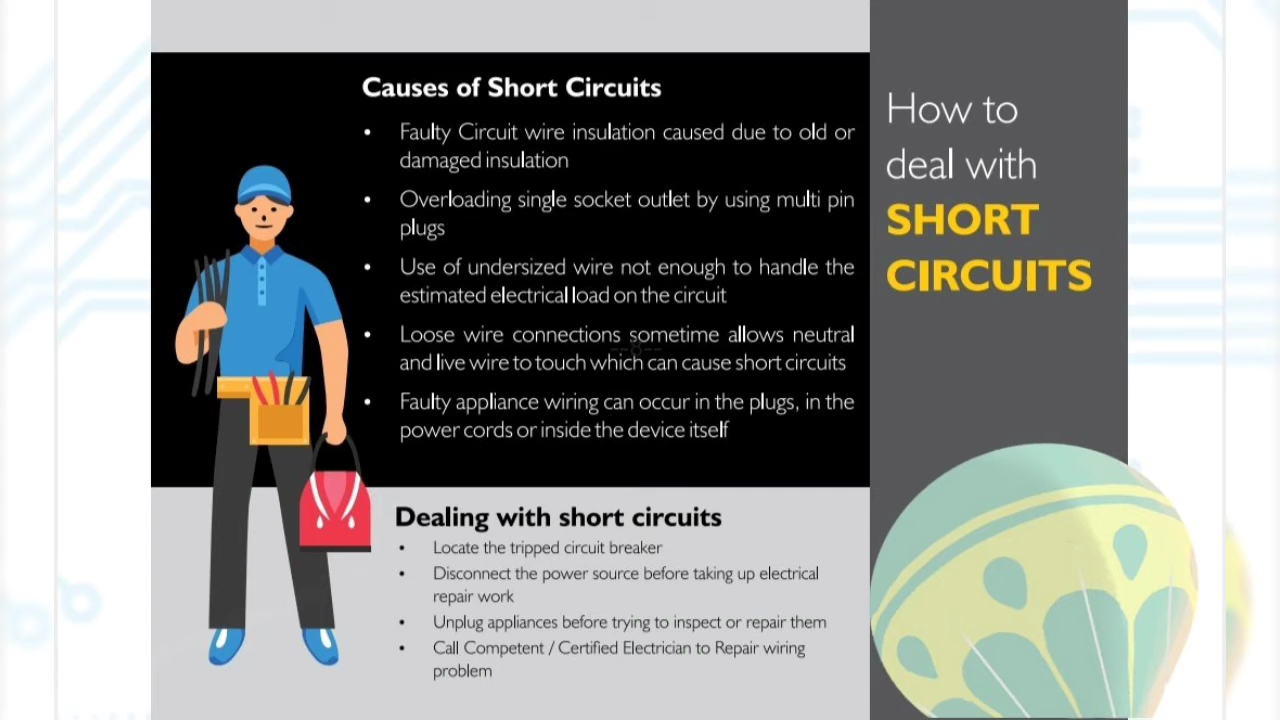 Causes of Short Circuits
• Faulty Circuit wire insulation caused due to old or
damaged insulation
• Overloading single socket outlet by using multi pin
plugs
• Use of undersized wire not enough to handle the
estimated electrical load on the circuit
• Loose wire connections sometime allows neutral
and live wire to touch which can cause short circuits
• Faulty appliance wiring can occur in the plugs, in the
power cords or inside the device itself
Dealing with short circuits
• Locate the tripped circuit breaker
• Disconnect the power source before taking up electrical
repair work
• Unplug appliances before trying to inspect or repair them
• Call Competent / Certified Electrician to Repair wiring
problem
How to
deal with
SHORT
CIRCUITS